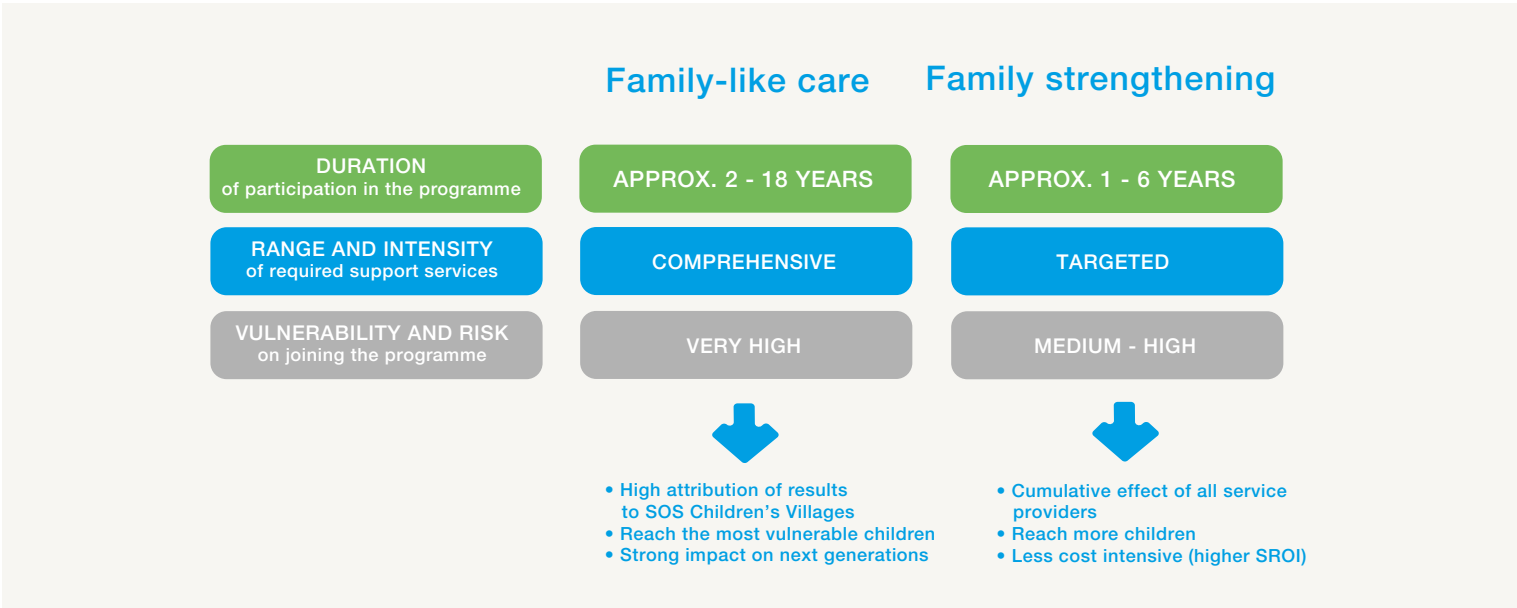 Family-like care
Family strengthening
DURATION
of participation in the programme
APPROX. 2 - 18 YEARS
APPROX. 1 - 6 YEARS
RANGE AND INTENSITY
of required support services
COMPREHENSIVE
TARGETED
VULNERABILITY AND RISK
on joining the programme
VERY HIGH
MEDIUM - HIGH
• High attribution of results
to SOS Children’s Villages
• Reach the most vulnerable children
• Strong impact on next generations
• Cumulative effect of all service
providers
• Reach more children
• Less cost intensive (higher SROI)